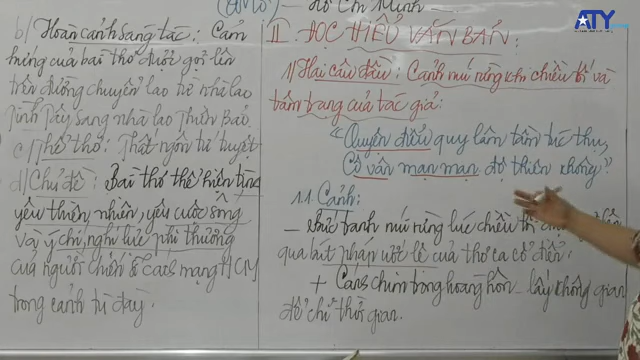 Hồ Chí Minh
ATY
b/ Hoàn cảnh sáng tác: Cảm
hứng của bài thơ được gợi lên
trên đường chuyển lao từ nhà lao
Tĩnh Tây sang nhà lao Thiên Bảo.
c/ Thể thơ: Thất ngôn tứ tuyệt
d/ Chủ đề: Bài thơ thể hiện tình
yêu thiên nhiên, yêu cuộc sống
và ý chí, nghị lực phi thường
của người chiến sĩ cách mạng HCM
trong cảnh tù đày.
II. ĐỌC HIỂU VĂN BẢN:
1/ Hai câu đầu: Cảnh núi rừng khi chiều tối và
tâm trạng của tác giả:
"Quyện điểu quy lâm tầm túc thụ,
Cô vân mạn mạn độ thiên không"
1.1 Cảnh:
– Bức tranh núi rừng lúc chiều
qua bút pháp ước lệ của thơ ca cổ điển:
+ Cánh chim trong hoàng hôn – lấy không gian
để chỉ thời gian.